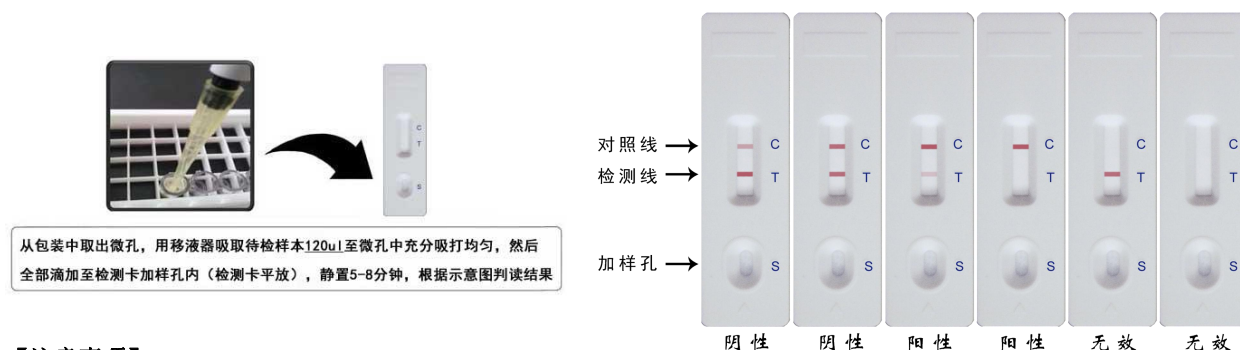 C
T
S
从包装中取出微孔，用移液器吸取待检样本120ul至微孔中充分吸打均匀，然后
全部滴加至检测卡加样孔内（检测卡平放），静置5-8分钟，根据示意图判读结果
对照线 C C C C C C
检测线 T T T T T T
加样孔 S S S S S S
阴性 阴性 阳性 阳性 无效 无效